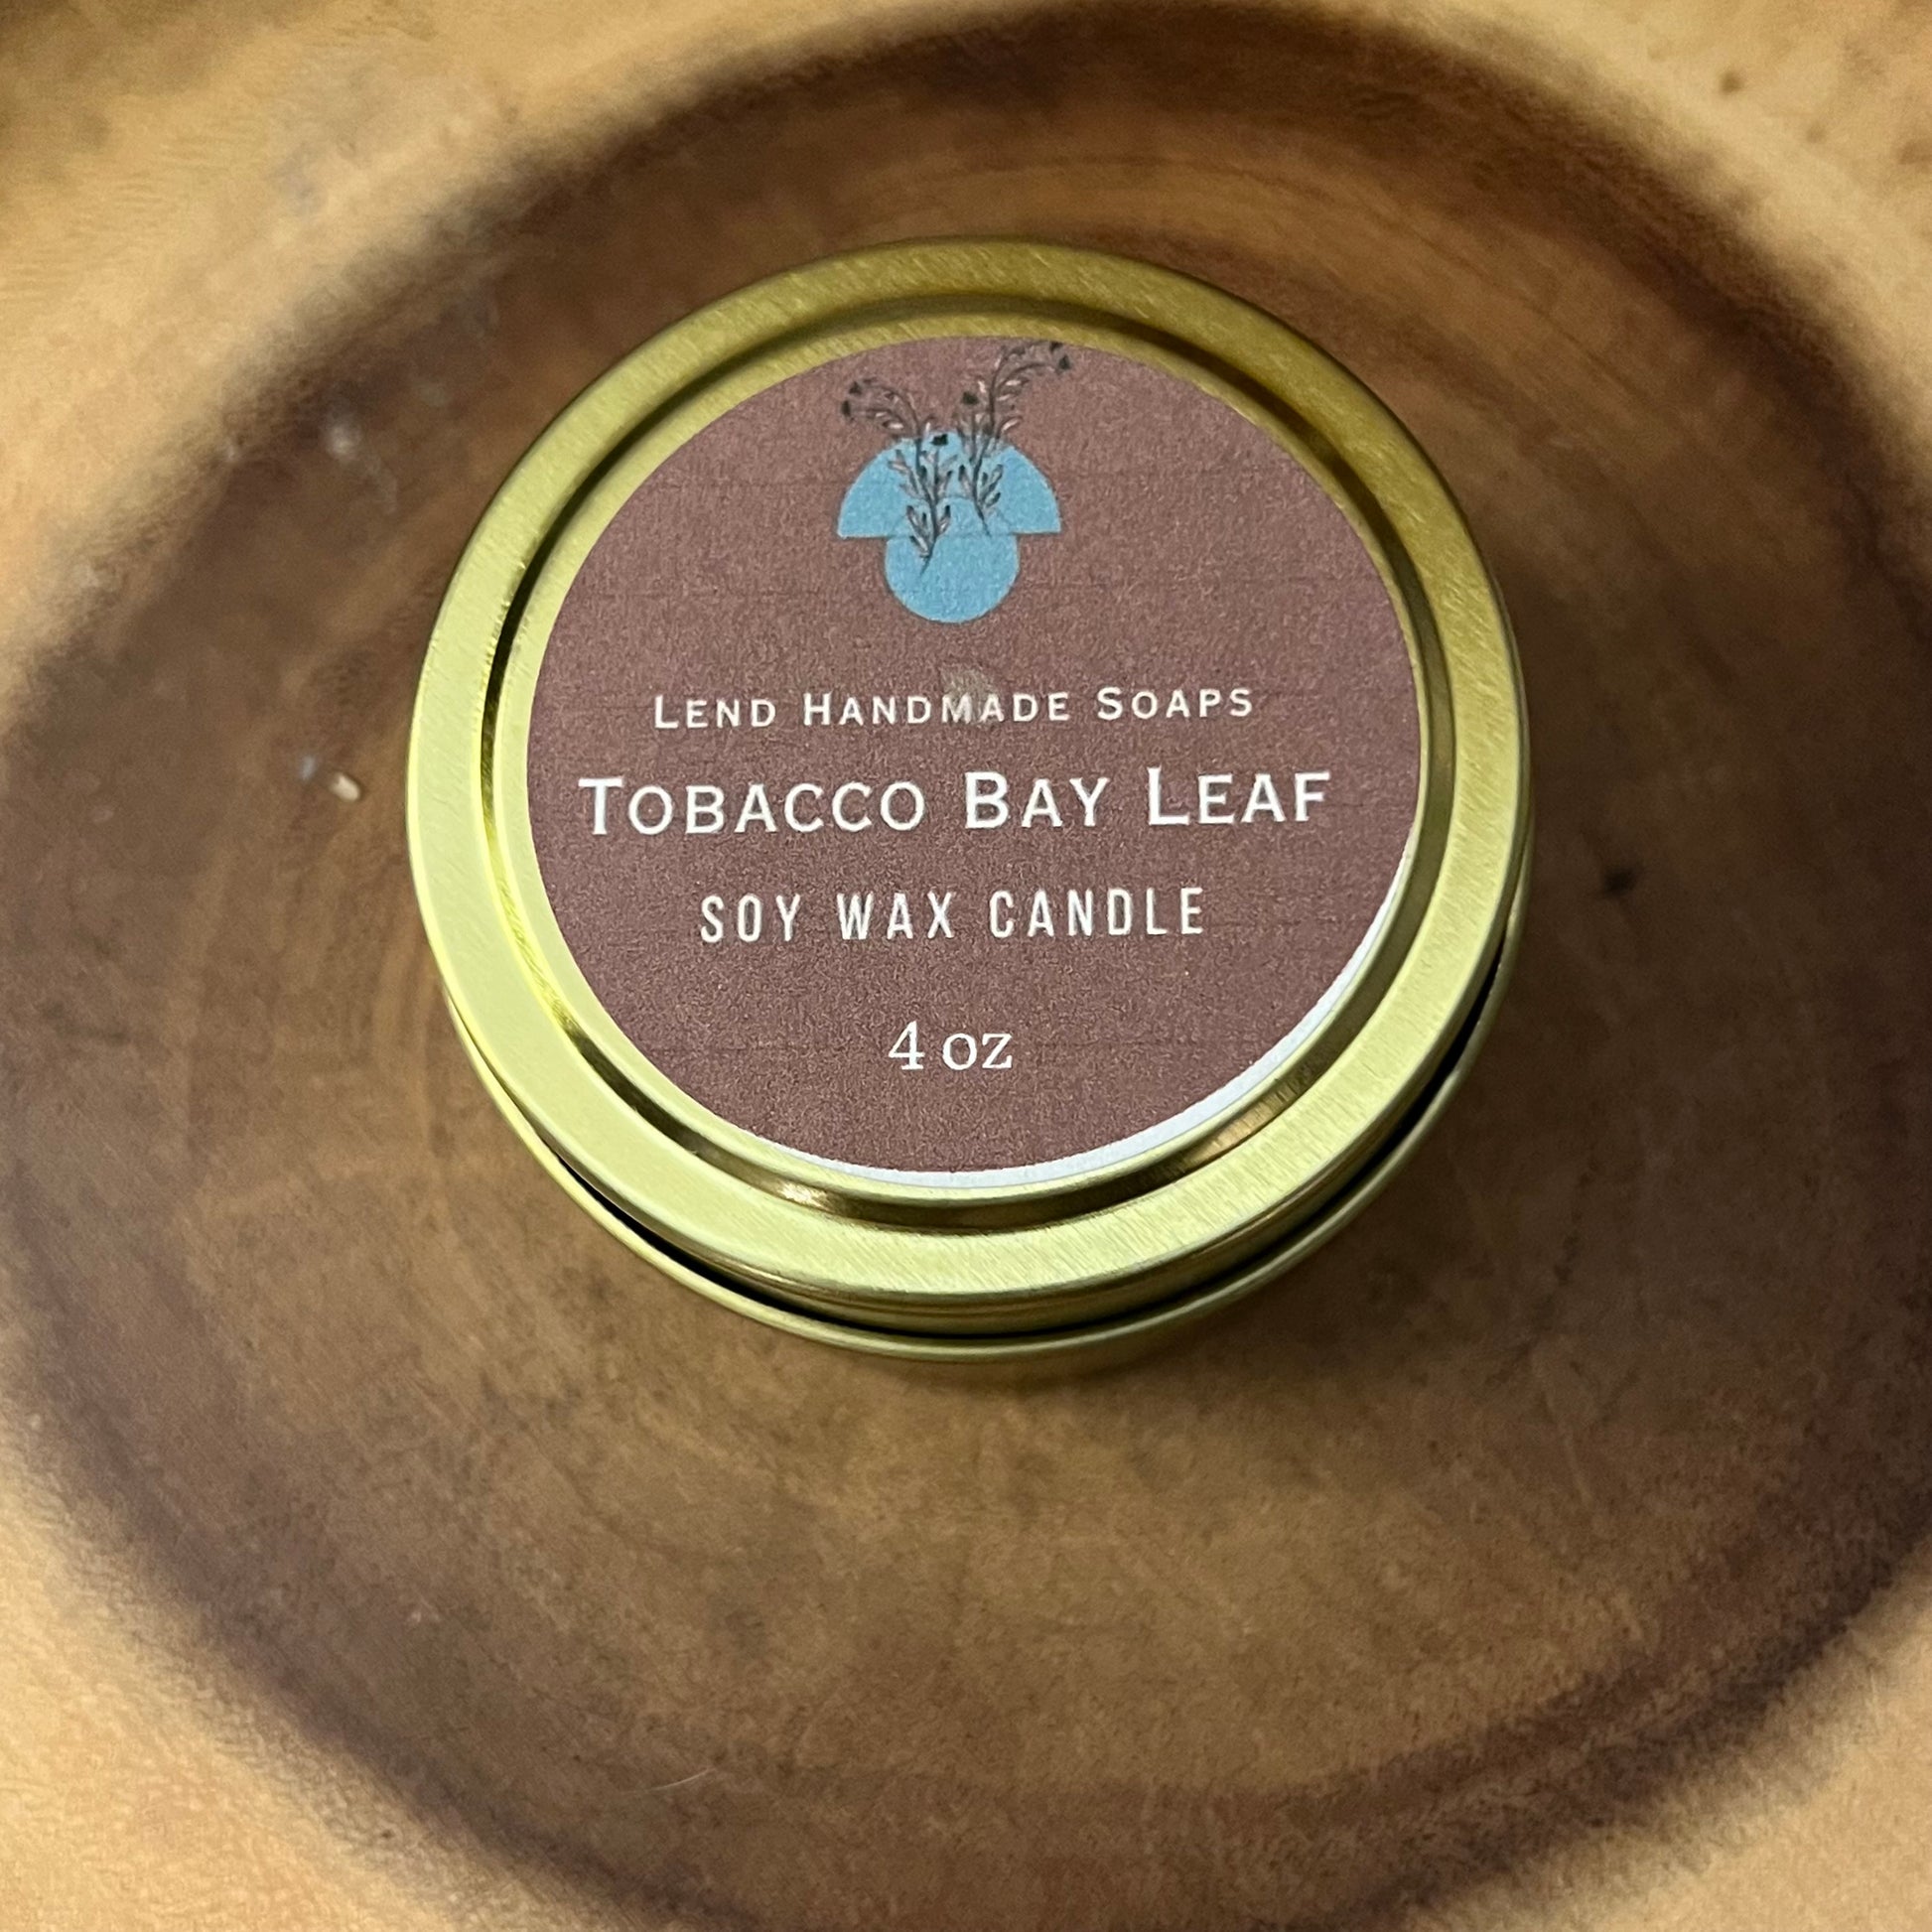 Lend Handmade Soaps
Tobacco Bay Leaf
SOY WAX CANDLE
4 oz